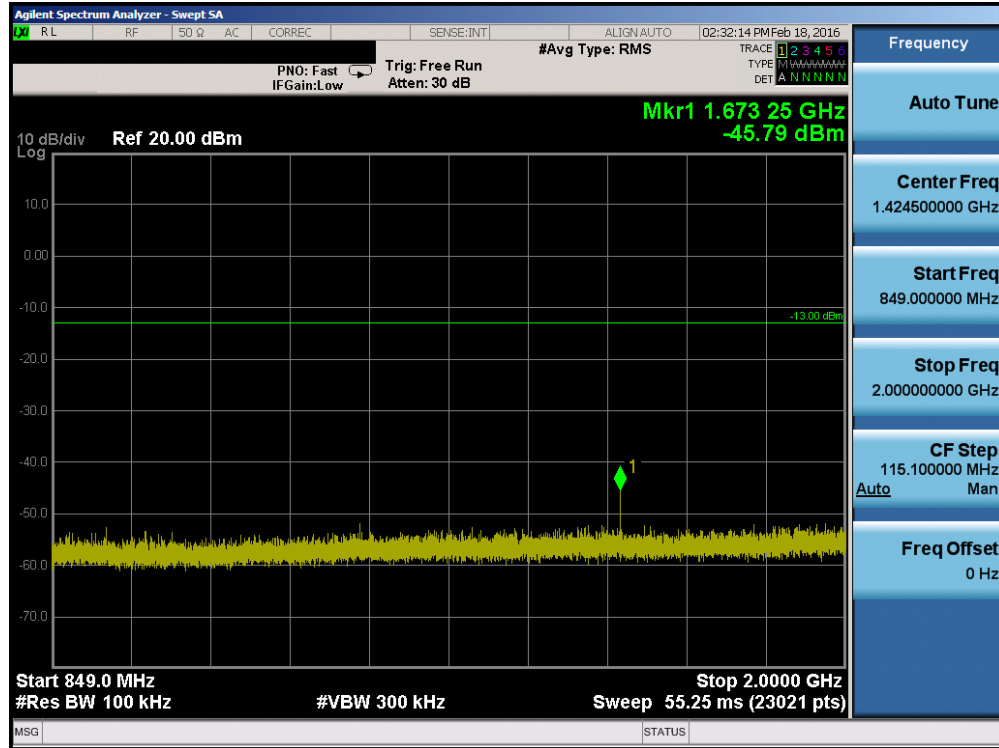 Agilent Spectrum Analyzer - Swept SA
LXI RL RF 50 Ω AC CORREC SENSE:INT ALIGN AUTO 02:32:14 PM Feb 18, 2016
#Avg Type: RMS
TRACE 1 2 3 4 5 6
PNO: Fast Trig: Free Run
TYPE M WWWWW
IFGain:Low Atten: 30 dB
DET A N N N N N
Mkr1 1.673 25 GHz
-45.79 dBm
10 dB/div Ref 20.00 dBm
Log
10.0
0.00
-10.0
-13.00 dBm
-20.0
-30.0
-40.0
1
-50.0
-60.0
-70.0
Start 849.0 MHz Stop 2.0000 GHz
#Res BW 100 kHz #VBW 300 kHz Sweep 55.25 ms (23021 pts)
MSG STATUS
Frequency
Auto Tune
Center Freq
1.424500000 GHz
Start Freq
849.000000 MHz
Stop Freq
2.000000000 GHz
CF Step
115.100000 MHz
Auto Man
Freq Offset
0 Hz